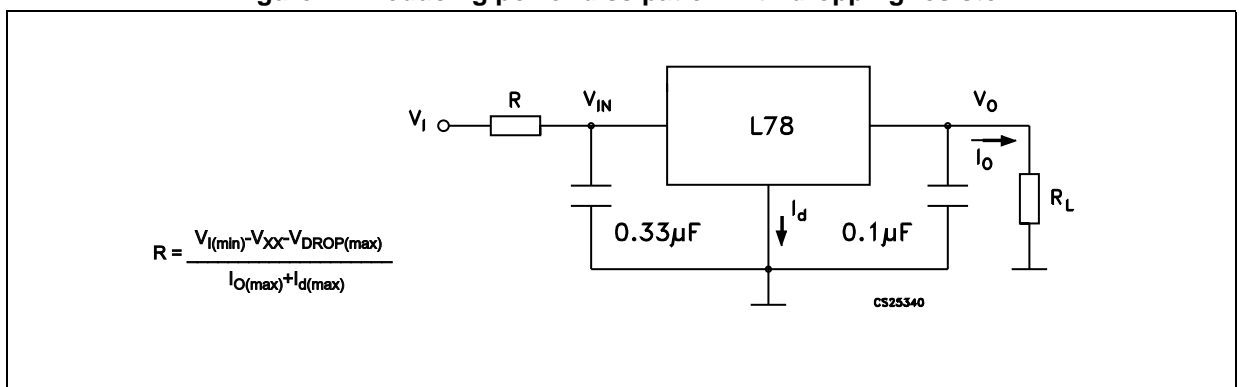 R
V_IN
V_O
V_I
L78
I_O
R_L
I_d
0.33µF
0.1µF
R = V_I(min)-V_XX-V_DROP(max)
I_O(max)+I_d(max)
CS25340